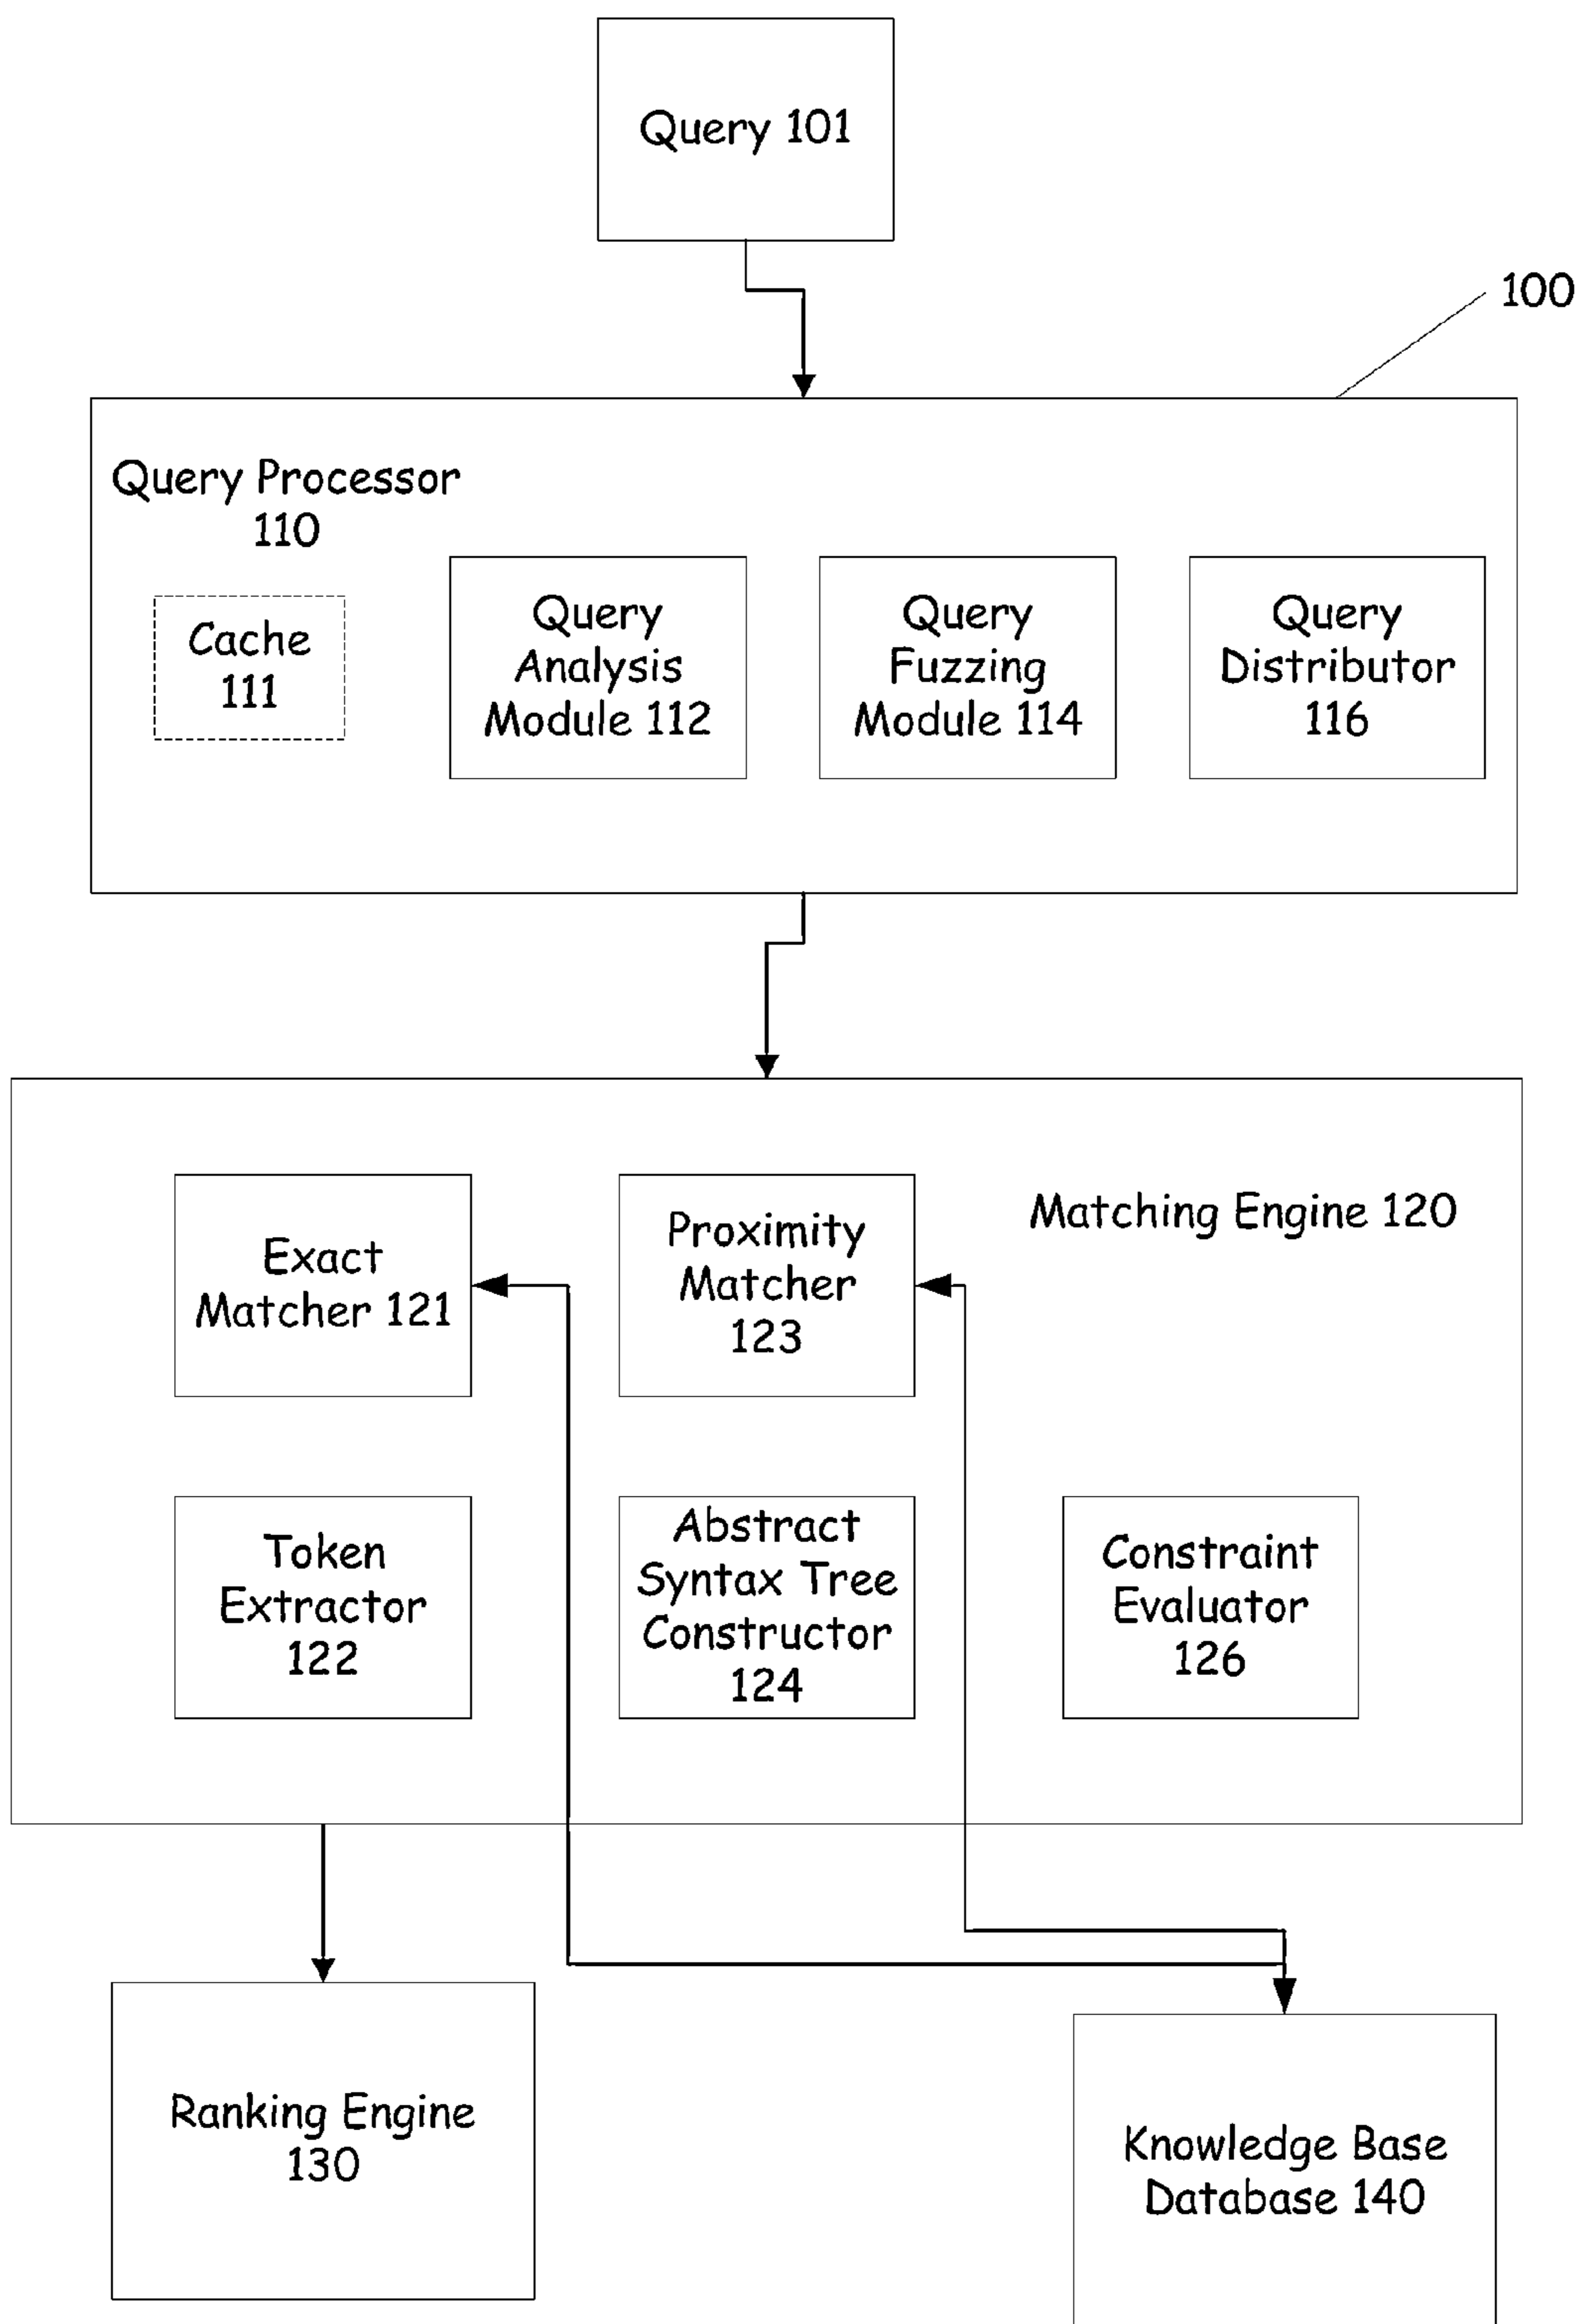 Query 101
100
Query Processor
110
Cache
111
Query
Analysis
Module 112
Query
Fuzzing
Module 114
Query
Distributor
116
Matching Engine 120
Exact
Matcher 121
Proximity
Matcher
123
Token
Extractor
122
Abstract
Syntax Tree
Constructor
124
Constraint
Evaluator
126
Ranking Engine
130
Knowledge Base
Database 140